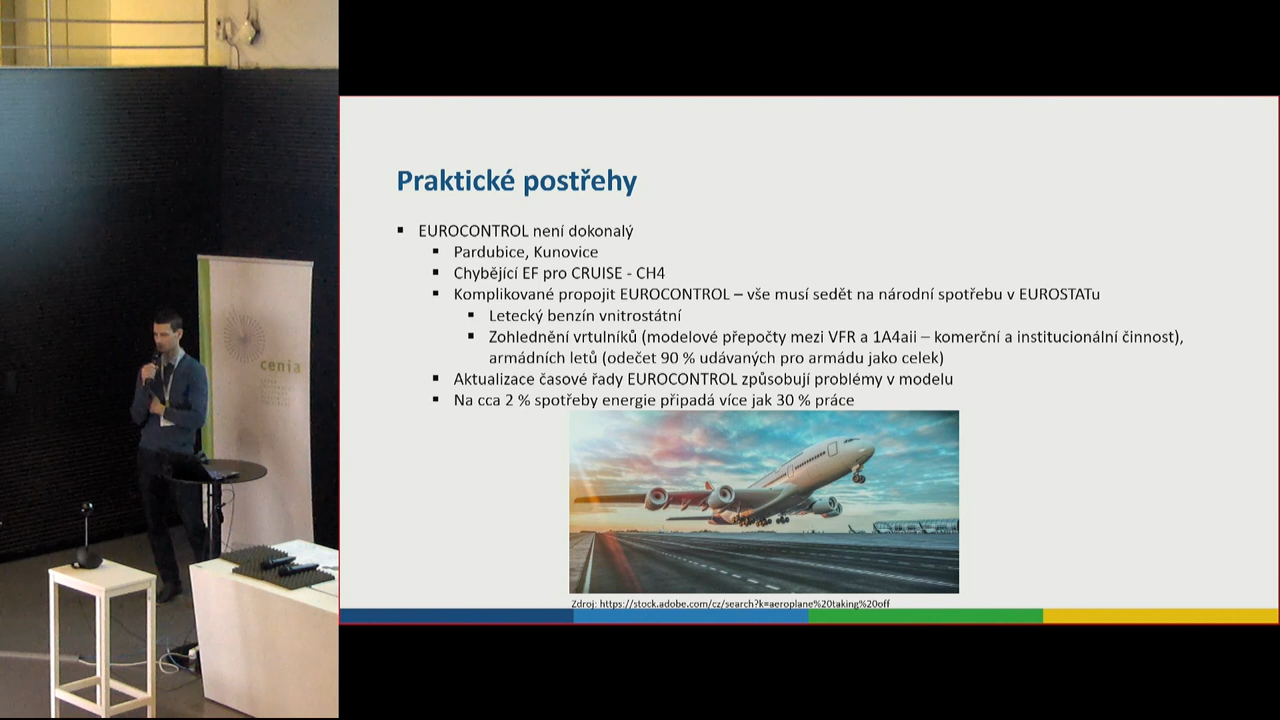 Praktické postřehy
EUROCONTROL není dokonalý
Pardubice, Kunovice
Chybějící EF pro CRUISE - CH4
Komplikované propojit EUROCONTROL – vše musí sedět na národní spotřebu v EUROSTATu
Letecký benzín vnitrostátní
Zohlednění vrtulníků (modelové přepočty mezi VFR a 1A4aii – komerční a institucionální činnost),
armádních letů (odečet 90 % udávaných pro armádu jako celek)
Aktualizace časové řady EUROCONTROL způsobují problémy v modelu
Na cca 2 % spotřeby energie připadá více jak 30 % práce
Zdroj: https://stock.adobe.com/cz/search?k=aeroplane%20taking%20off
cenia